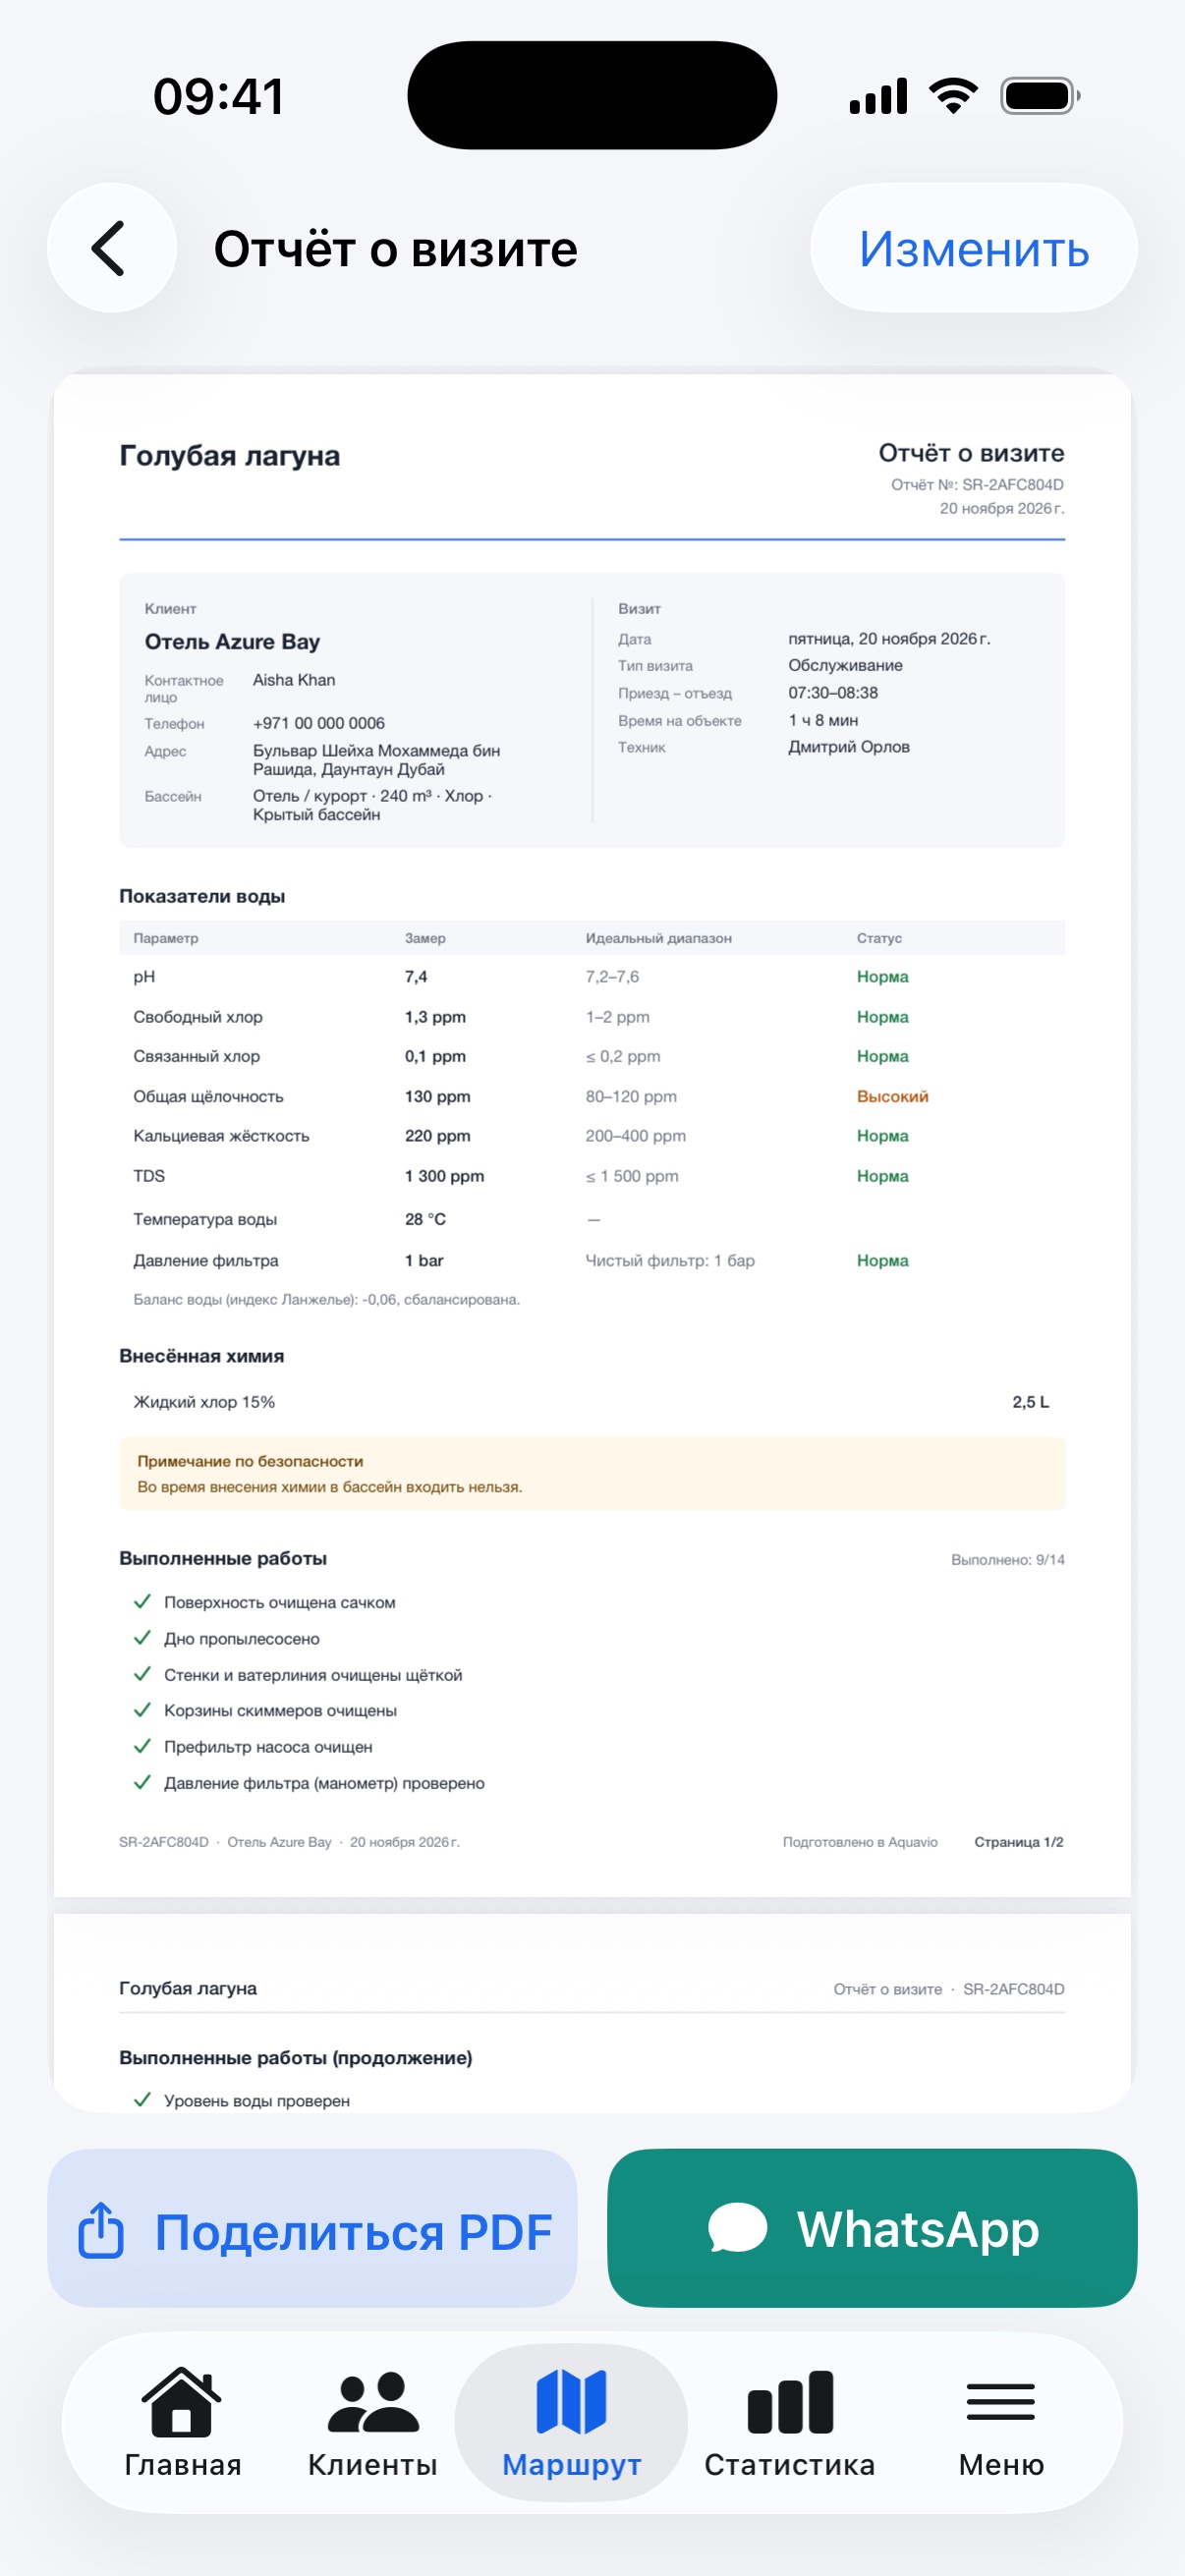 09:41
Отчёт о визите
Изменить
Голубая лагуна
Отчёт о визите
Отчёт №: SR-2AFC804D
20 ноября 2026 г.
Клиент
Отель Azure Bay
Контактное лицо
Aisha Khan
Телефон
+971 00 000 0006
Адрес
Бульвар Шейха Мохаммеда бин
Рашида, Даунтаун Дубай
Бассейн
Отель / курорт · 240 m³ · Хлор ·
Крытый бассейн
Визит
Дата
пятница, 20 ноября 2026 г.
Тип визита
Обслуживание
Приезд – отъезд
07:30–08:38
Время на объекте
1 ч 8 мин
Техник
Дмитрий Орлов
Показатели воды
Параметр Замер Идеальный диапазон Статус
pH 7,4 7,2–7,6 Норма
Свободный хлор 1,3 ppm 1–2 ppm Норма
Связанный хлор 0,1 ppm ≤ 0,2 ppm Норма
Общая щёлочность 130 ppm 80–120 ppm Высокий
Кальциевая жёсткость 220 ppm 200–400 ppm Норма
TDS 1 300 ppm ≤ 1 500 ppm Норма
Температура воды 28 °C —
Давление фильтра 1 bar Чистый фильтр: 1 бар Норма
Баланс воды (индекс Ланжелье): -0,06, сбалансирована.
Внесённая химия
Жидкий хлор 15% 2,5 L
Примечание по безопасности
Во время внесения химии в бассейн входить нельзя.
Выполненные работы Выполнено: 9/14
Поверхность очищена сачком
Дно пропылесосено
Стенки и ватерлиния очищены щёткой
Корзины скиммеров очищены
Префильтр насоса очищен
Давление фильтра (манометр) проверено
SR-2AFC804D · Отель Azure Bay · 20 ноября 2026 г. Подготовлено в Aquavio Страница 1/2
Голубая лагуна Отчёт о визите · SR-2AFC804D
Выполненные работы (продолжение)
Уровень воды проверен
Поделиться PDF
WhatsApp
Главная
Клиенты
Маршрут
Статистика
Меню